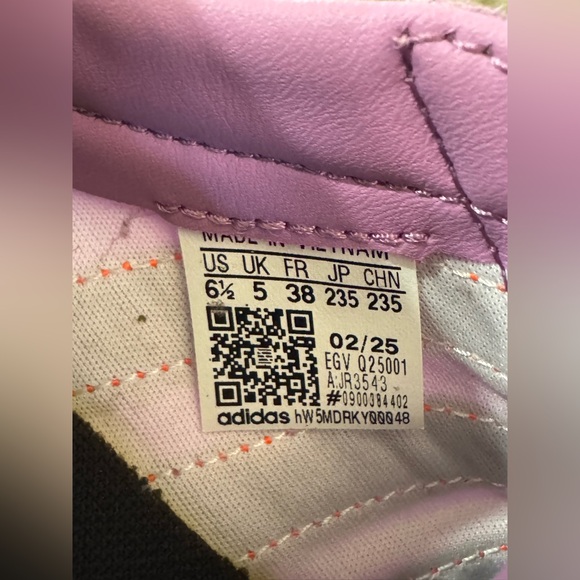 MADE IN VIETNAM
US UK FR JP CHN
6½ 5 38 235 235
02/25
EGV Q25001
A:JR3543
#0900384402
adidas hW5MDRKY00048